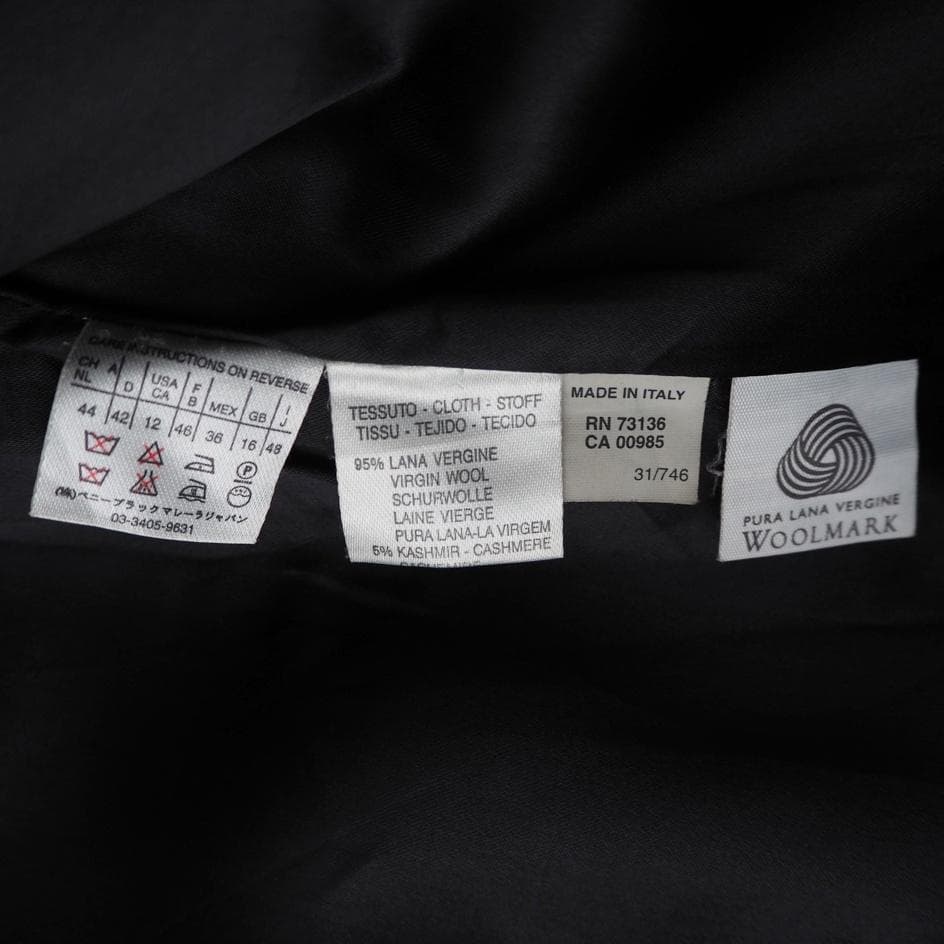 CARE INSTRUCTIONS ON REVERSE
CH NL A D USA CA F B MEX GB I J
44 42 12 46 36 16 48
P
(株)ペニーブラックマレーラジャパン
03-3405-9631
TESSUTO - CLOTH - STOFF
TISSU - TEJIDO - TECIDO
95% LANA VERGINE
VIRGIN WOOL
SCHURWOLLE
LAINE VIERGE
PURA LANA-LA VIRGEM
5% KASHMIR - CASHMERE
MADE IN ITALY
RN 73136
CA 00985
31/746
PURA LANA VERGINE
WOOLMARK